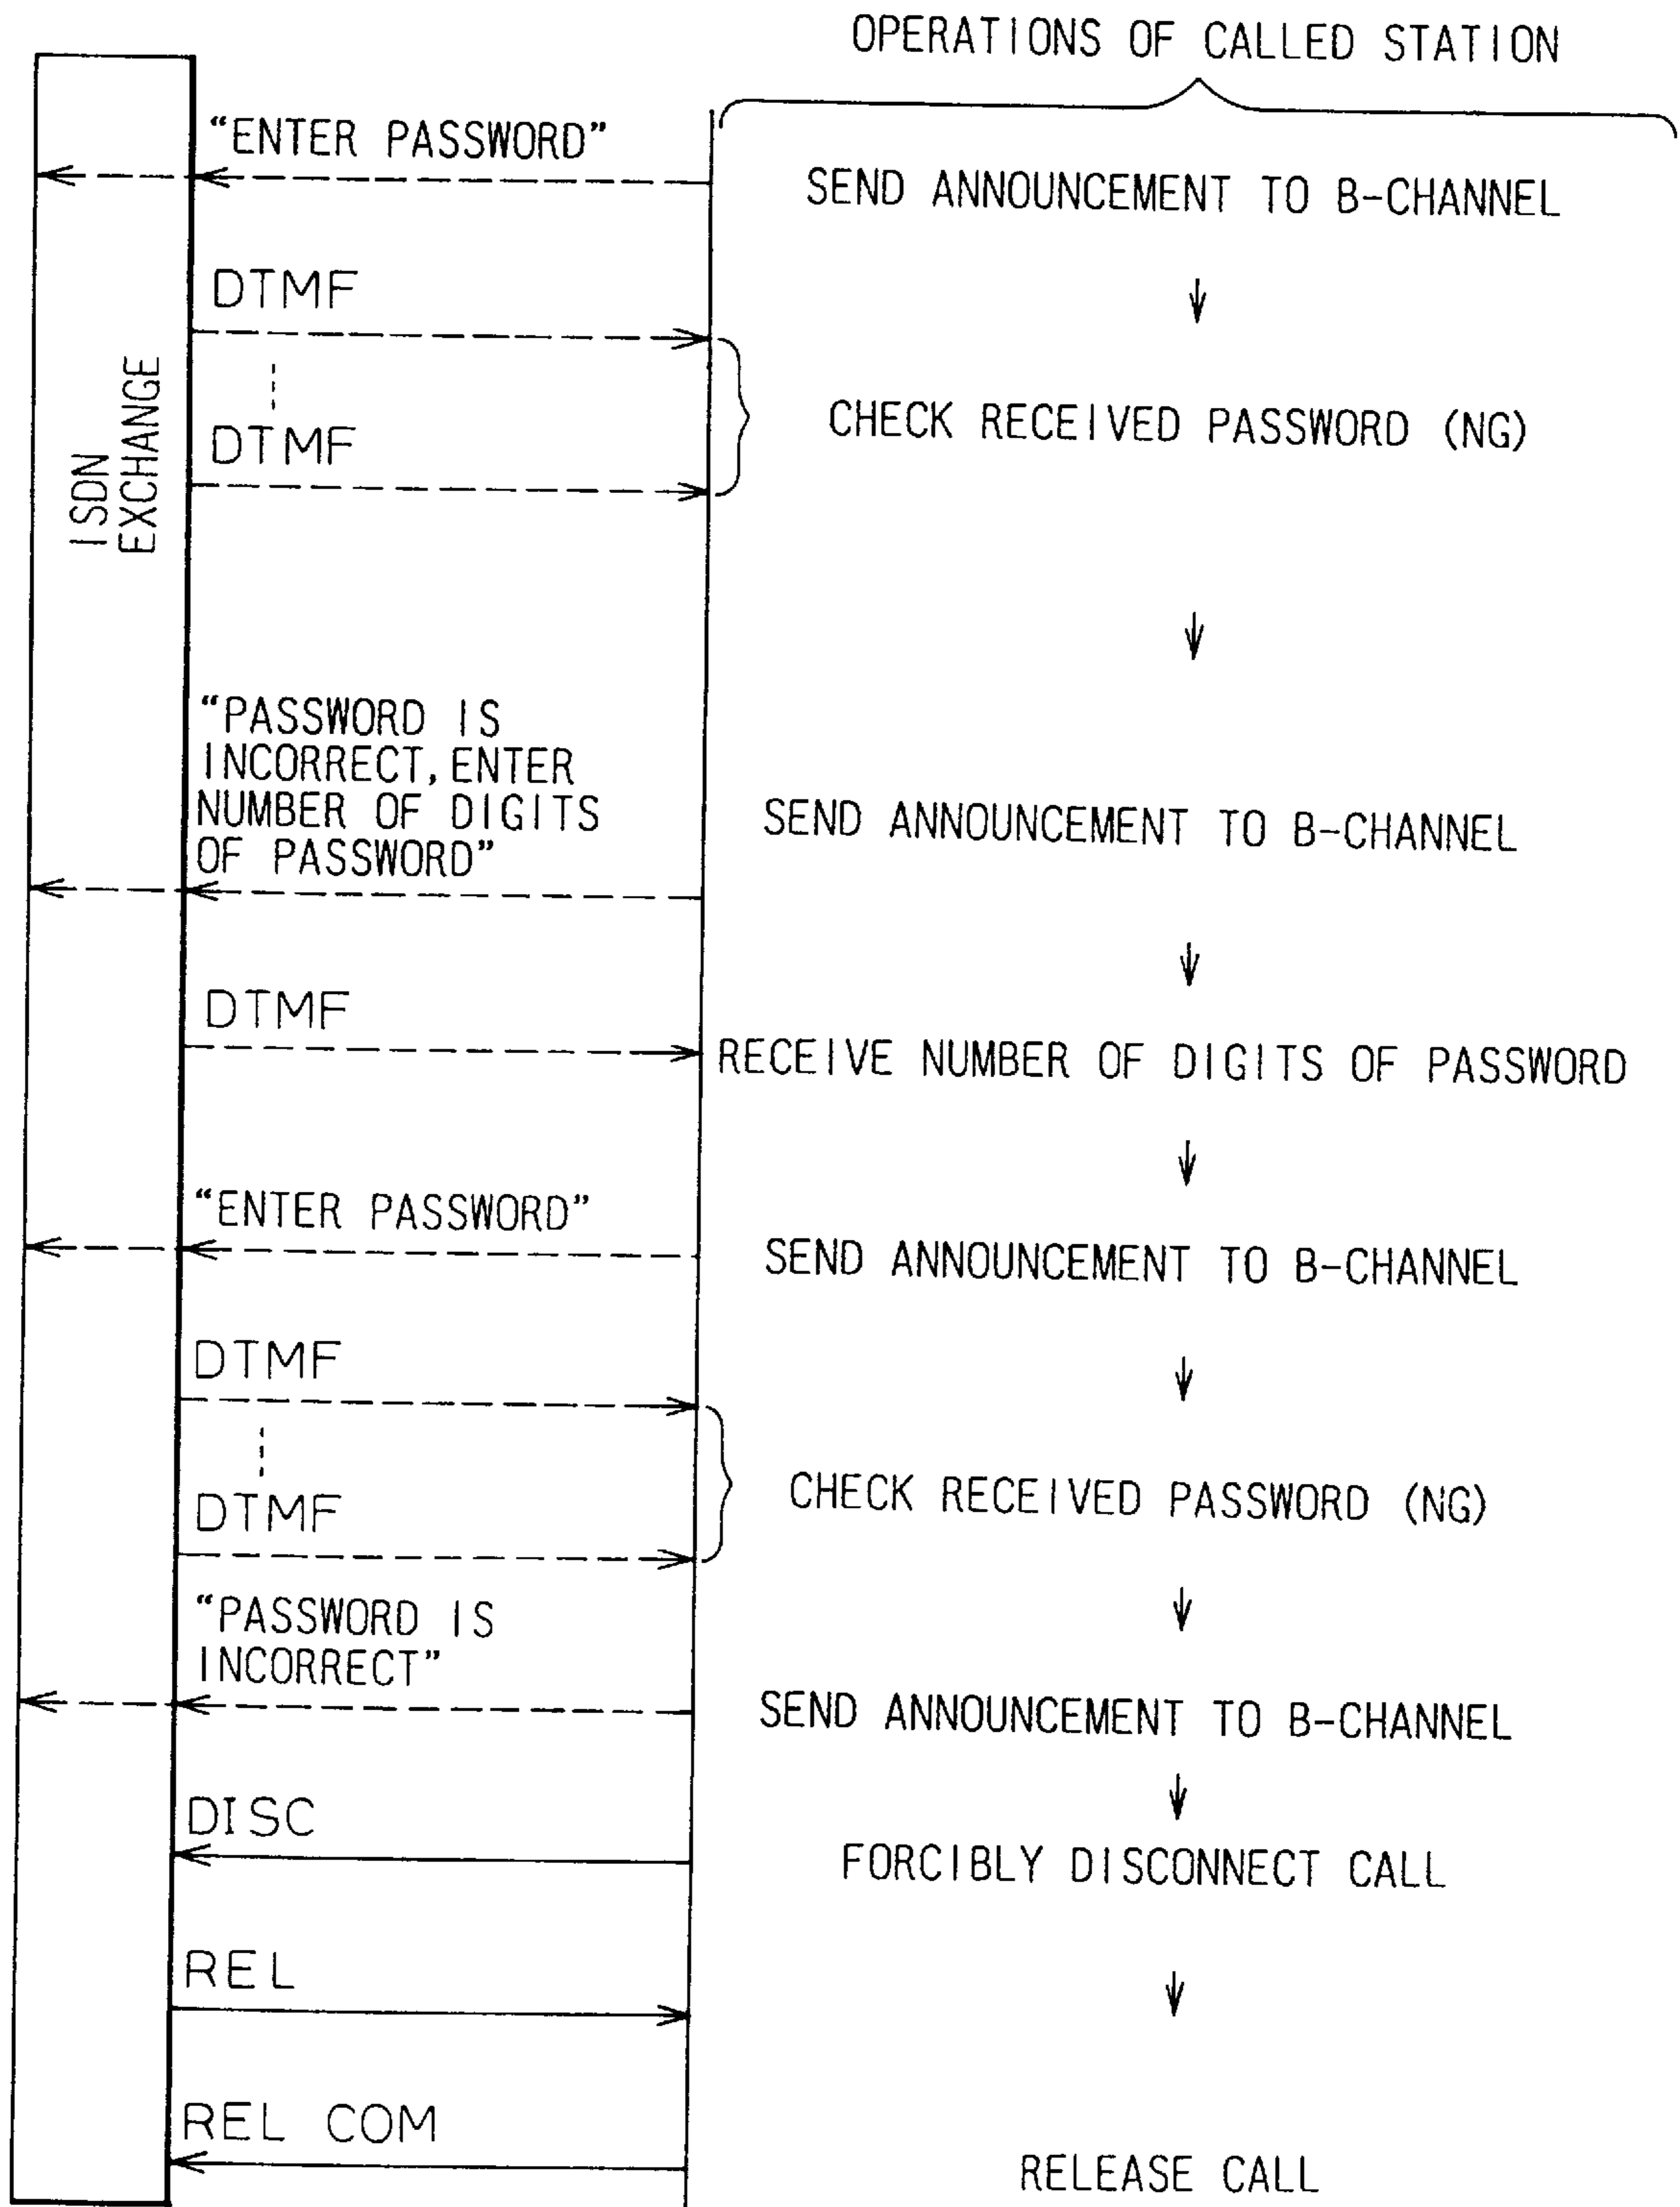 OPERATIONS OF CALLED STATION
"ENTER PASSWORD"
SEND ANNOUNCEMENT TO B-CHANNEL
DTMF
ISDN
EXCHANGE
CHECK RECEIVED PASSWORD (NG)
DTMF
"PASSWORD IS
INCORRECT, ENTER
NUMBER OF DIGITS
OF PASSWORD"
SEND ANNOUNCEMENT TO B-CHANNEL
DTMF
RECEIVE NUMBER OF DIGITS OF PASSWORD
"ENTER PASSWORD"
SEND ANNOUNCEMENT TO B-CHANNEL
DTMF
CHECK RECEIVED PASSWORD (NG)
DTMF
"PASSWORD IS
INCORRECT"
SEND ANNOUNCEMENT TO B-CHANNEL
DISC
FORCIBLY DISCONNECT CALL
REL
REL COM
RELEASE CALL